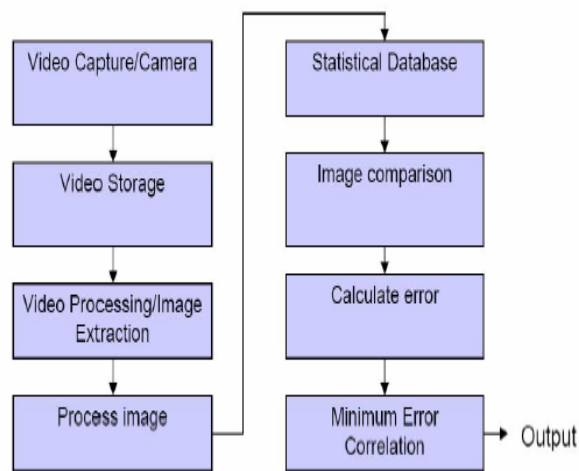 Video Capture/Camera
Video Storage
Video Processing/Image
Extraction
Process image
Statistical Database
Image comparison
Calculate error
Minimum Error
Correlation
Output